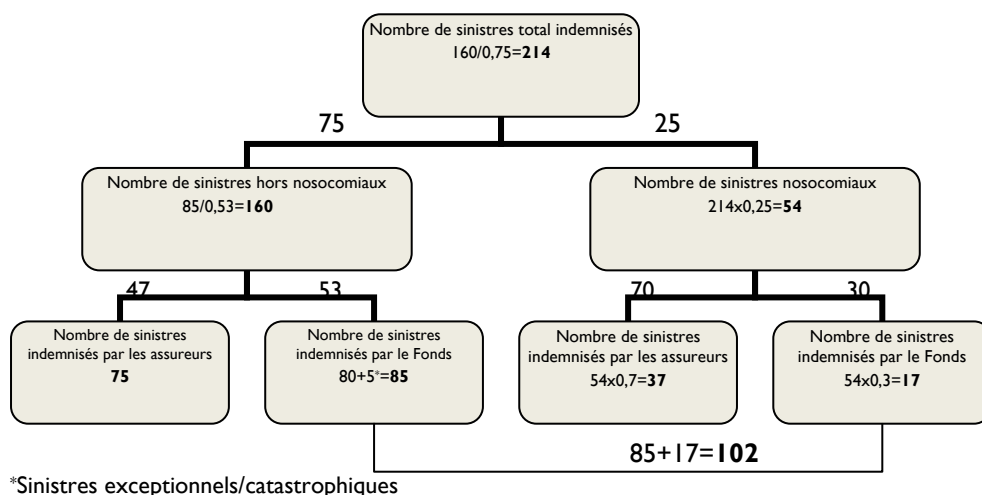 Nombre de sinistres total indemnisés
160/0,75=214
75
25
Nombre de sinistres hors nosocomiaux
85/0,53=160
Nombre de sinistres nosocomiaux
214x0,25=54
47
53
70
30
Nombre de sinistres
indemnisés par les assureurs
75
Nombre de sinistres
indemnisés par le Fonds
80+5*=85
Nombre de sinistres
indemnisés par les assureurs
54x0,7=37
Nombre de sinistres
indemnisés par le Fonds
54x0,3=17
85+17=102
*Sinistres exceptionnels/catastrophiques